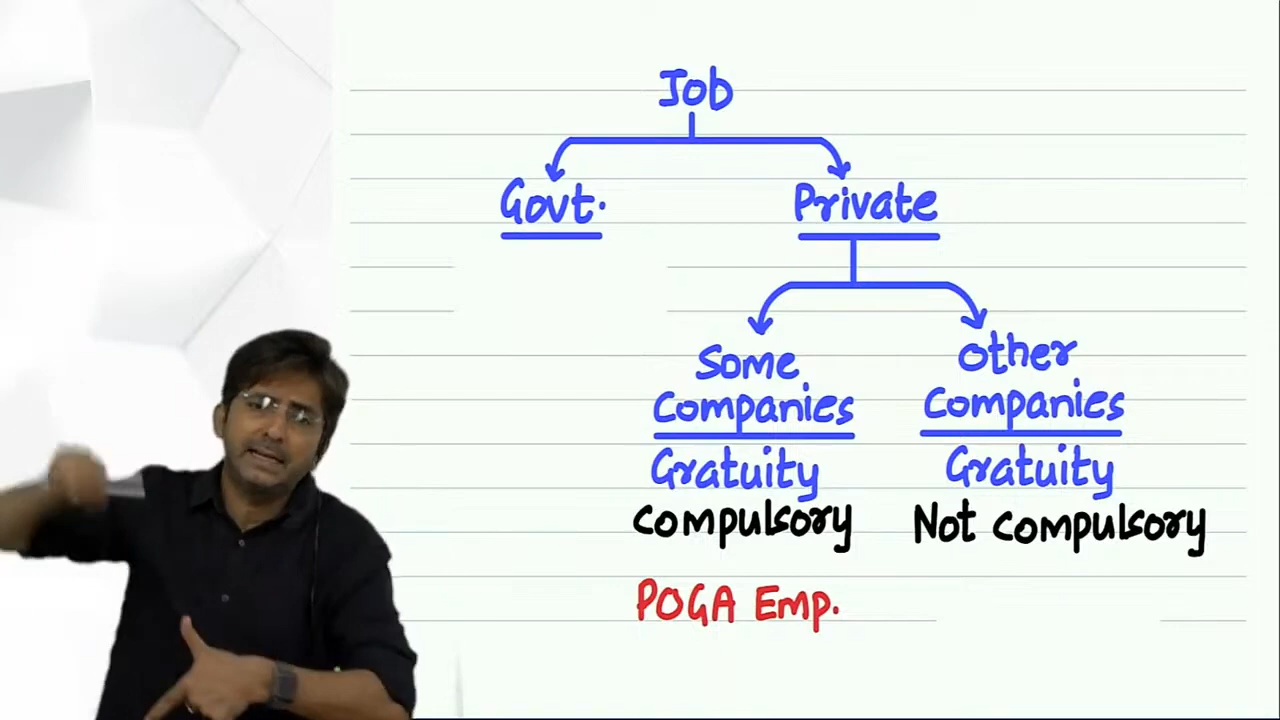 Job
Govt.
Private
Some
Companies
Gratuity
Compulsory
Other
Companies
Gratuity
Not Compulsory
POGA Emp.